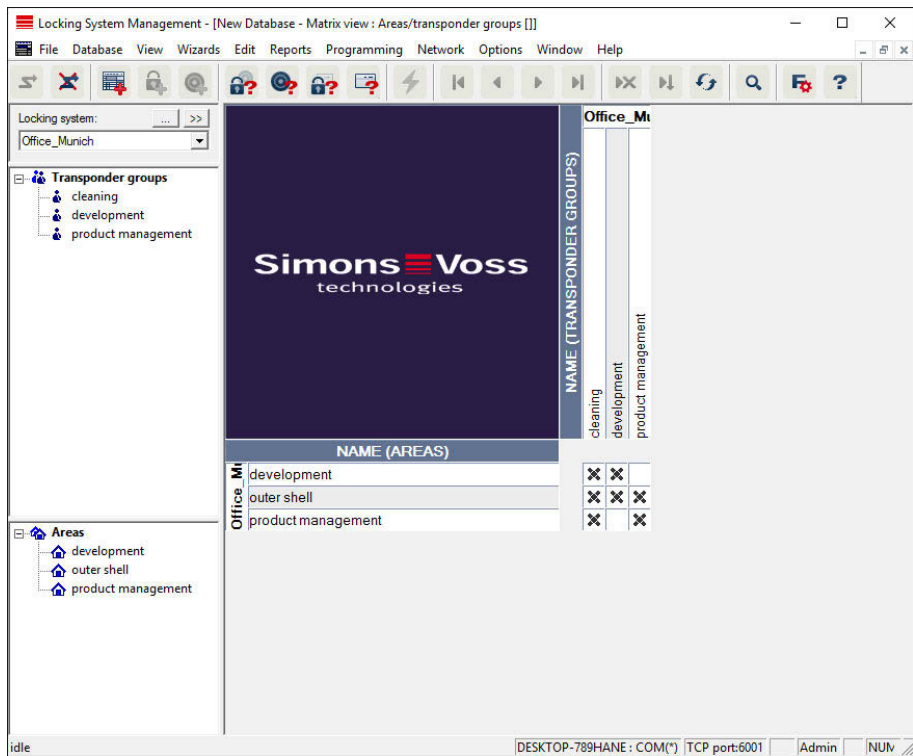 Locking System Management - [New Database - Matrix view : Areas/transponder groups []]
File Database View Wizards Edit Reports Programming Network Options Window Help
Locking system:
... >>
Office_Munich
Transponder groups
cleaning
development
product management
Simons Voss
technologies
NAME (TRANSPONDER GROUPS)
Office_Mu
cleaning
development
product management
NAME (AREAS)
Office_Mu
development
outer shell
product management
Areas
development
outer shell
product management
idle
DESKTOP-789HANE : COM(*) TCP port:6001 Admin NUM